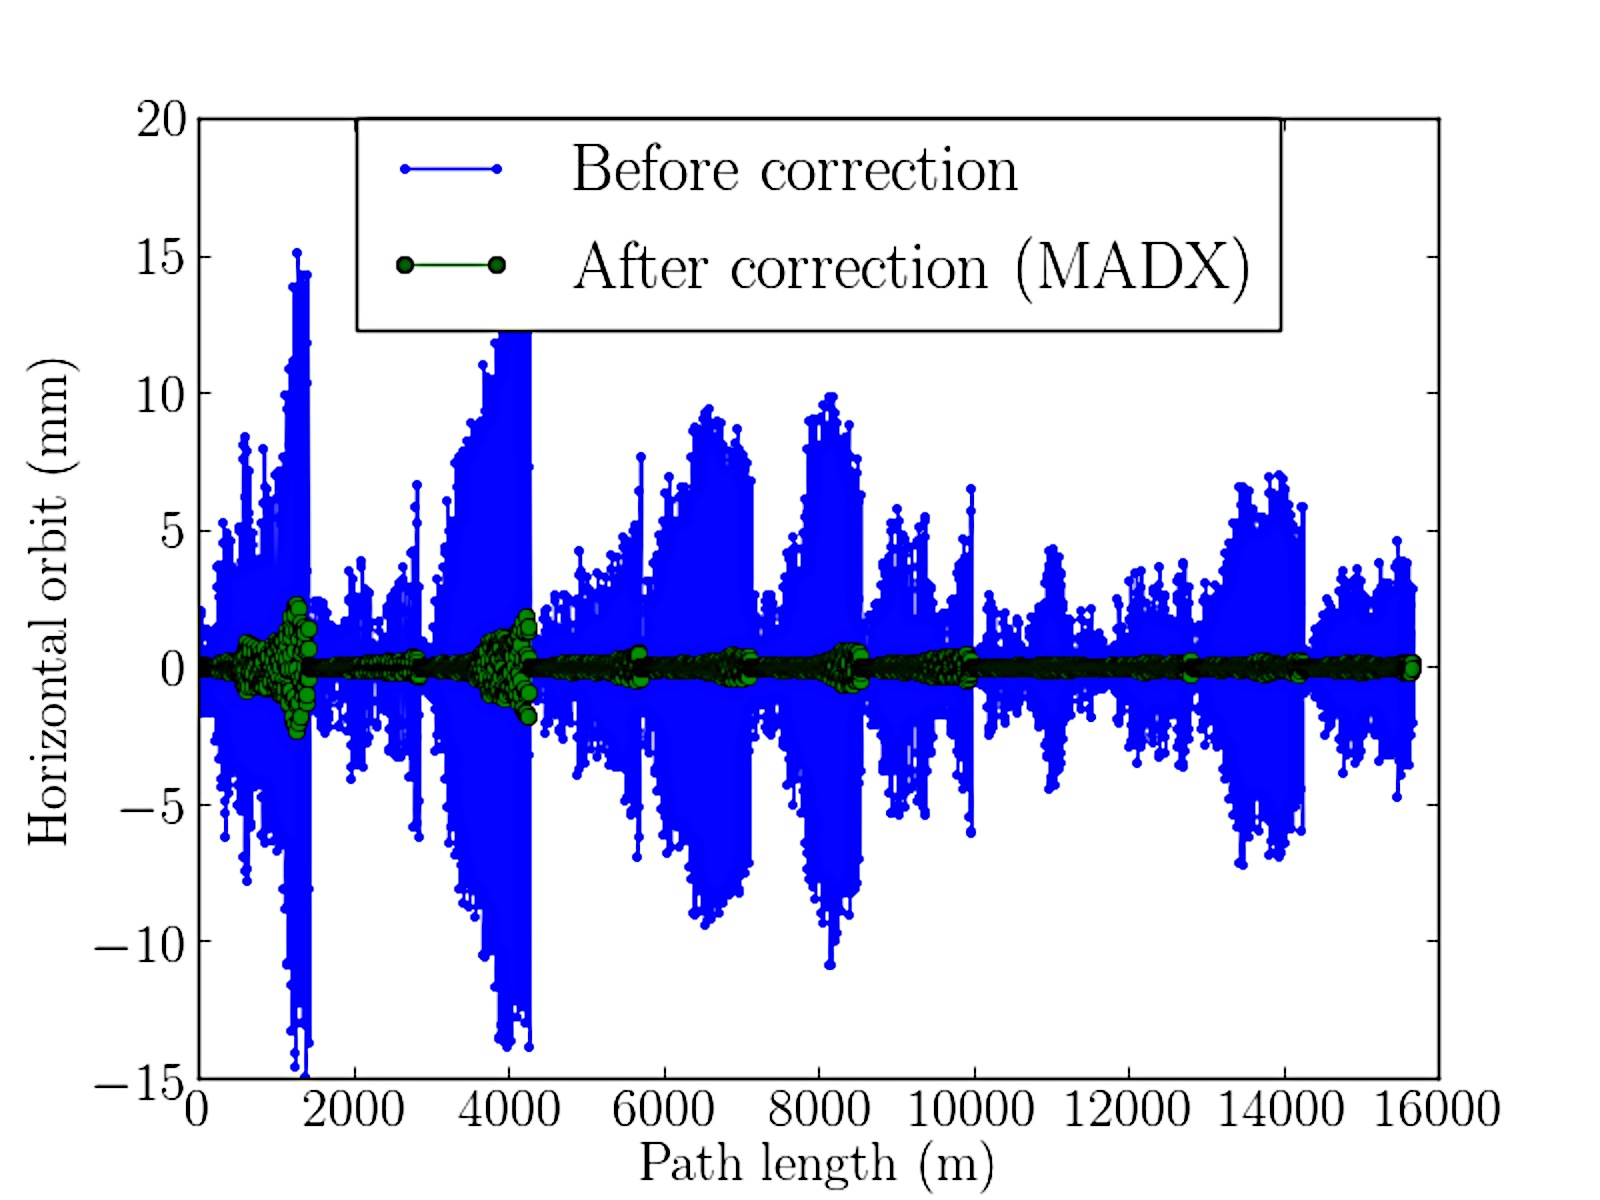 20
15
10
5
0
−5
−10
−15
Horizontal orbit (mm)
Before correction
After correction (MADX)
0 2000 4000 6000 8000 10000 12000 14000 16000
Path length (m)